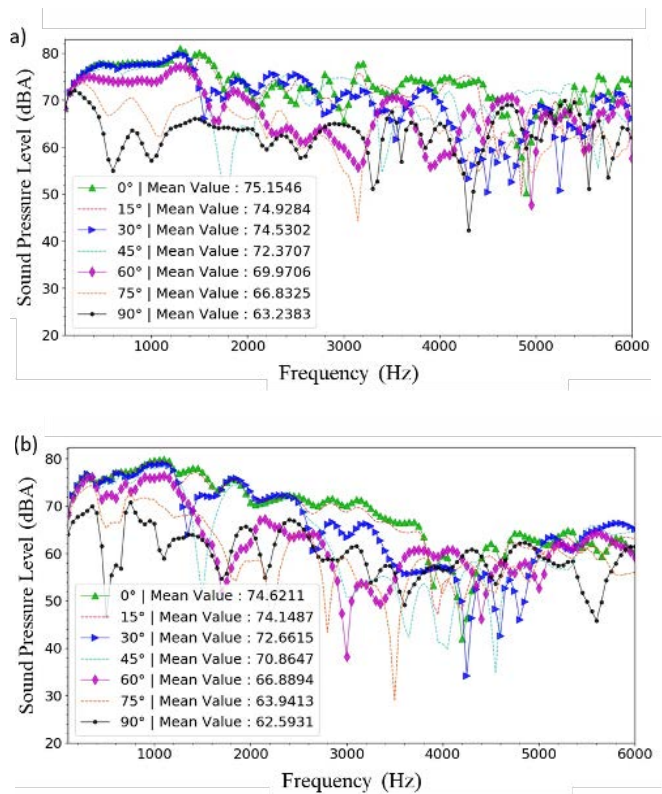 a)
80
70
60
50
40
30
20
Sound Pressure Level (dBA)
0° | Mean Value : 75.1546
15° | Mean Value : 74.9284
30° | Mean Value : 74.5302
45° | Mean Value : 72.3707
60° | Mean Value : 69.9706
75° | Mean Value : 66.8325
90° | Mean Value : 63.2383
1000 2000 3000 4000 5000 6000
Frequency (Hz)
(b)
80
70
60
50
40
30
20
Sound Pressure Level (dBA)
0° | Mean Value : 74.6211
15° | Mean Value : 74.1487
30° | Mean Value : 72.6615
45° | Mean Value : 70.8647
60° | Mean Value : 66.8894
75° | Mean Value : 63.9413
90° | Mean Value : 62.5931
1000 2000 3000 4000 5000 6000
Frequency (Hz)